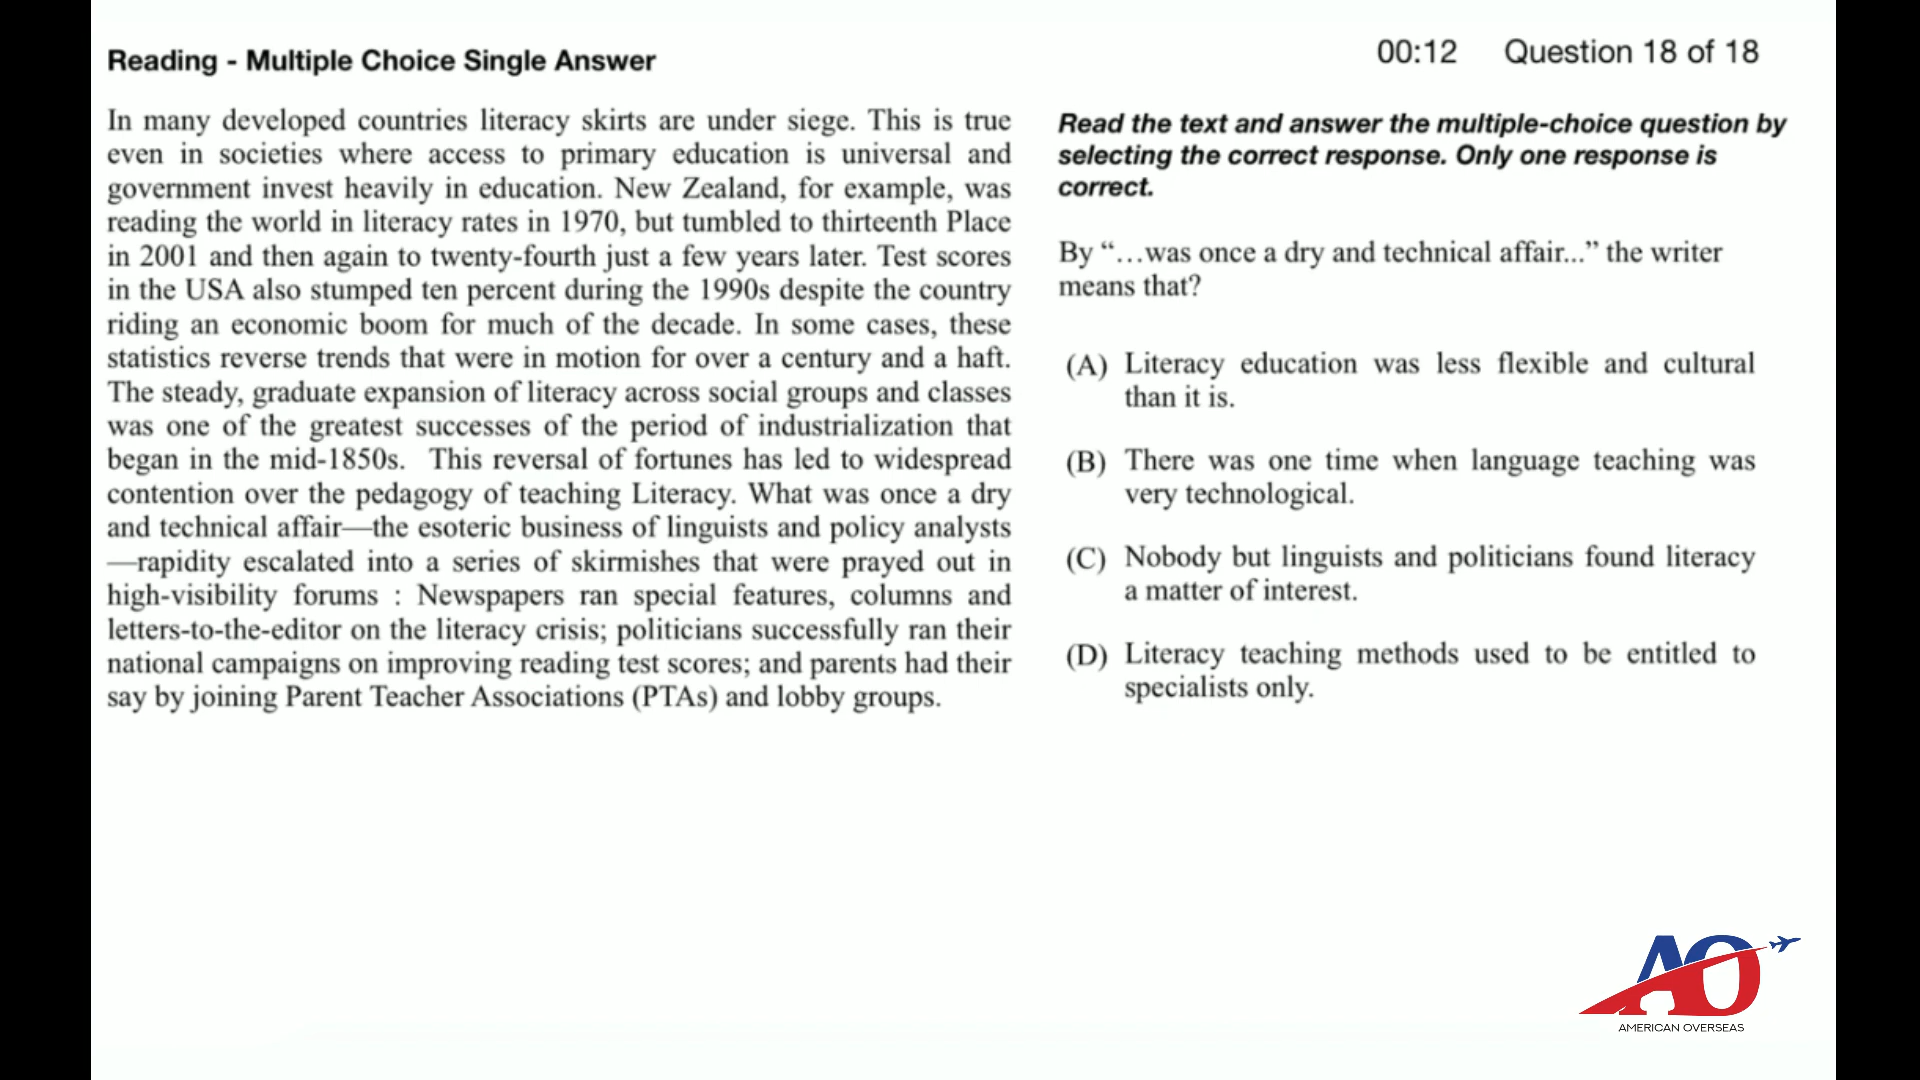 Reading - Multiple Choice Single Answer
00:12 Question 18 of 18
In many developed countries literacy skirts are under siege. This is true
even in societies where access to primary education is universal and
government invest heavily in education. New Zealand, for example, was
reading the world in literacy rates in 1970, but tumbled to thirteenth Place
in 2001 and then again to twenty-fourth just a few years later. Test scores
in the USA also stumped ten percent during the 1990s despite the country
riding an economic boom for much of the decade. In some cases, these
statistics reverse trends that were in motion for over a century and a haft.
The steady, graduate expansion of literacy across social groups and classes
was one of the greatest successes of the period of industrialization that
began in the mid-1850s. This reversal of fortunes has led to widespread
contention over the pedagogy of teaching Literacy. What was once a dry
and technical affair—the esoteric business of linguists and policy analysts
—rapidity escalated into a series of skirmishes that were prayed out in
high-visibility forums : Newspapers ran special features, columns and
letters-to-the-editor on the literacy crisis; politicians successfully ran their
national campaigns on improving reading test scores; and parents had their
say by joining Parent Teacher Associations (PTAs) and lobby groups.
Read the text and answer the multiple-choice question by
selecting the correct response. Only one response is
correct.
By “…was once a dry and technical affair...” the writer
means that?
(A) Literacy education was less flexible and cultural
than it is.
(B) There was one time when language teaching was
very technological.
(C) Nobody but linguists and politicians found literacy
a matter of interest.
(D) Literacy teaching methods used to be entitled to
specialists only.
AO
AMERICAN OVERSEAS